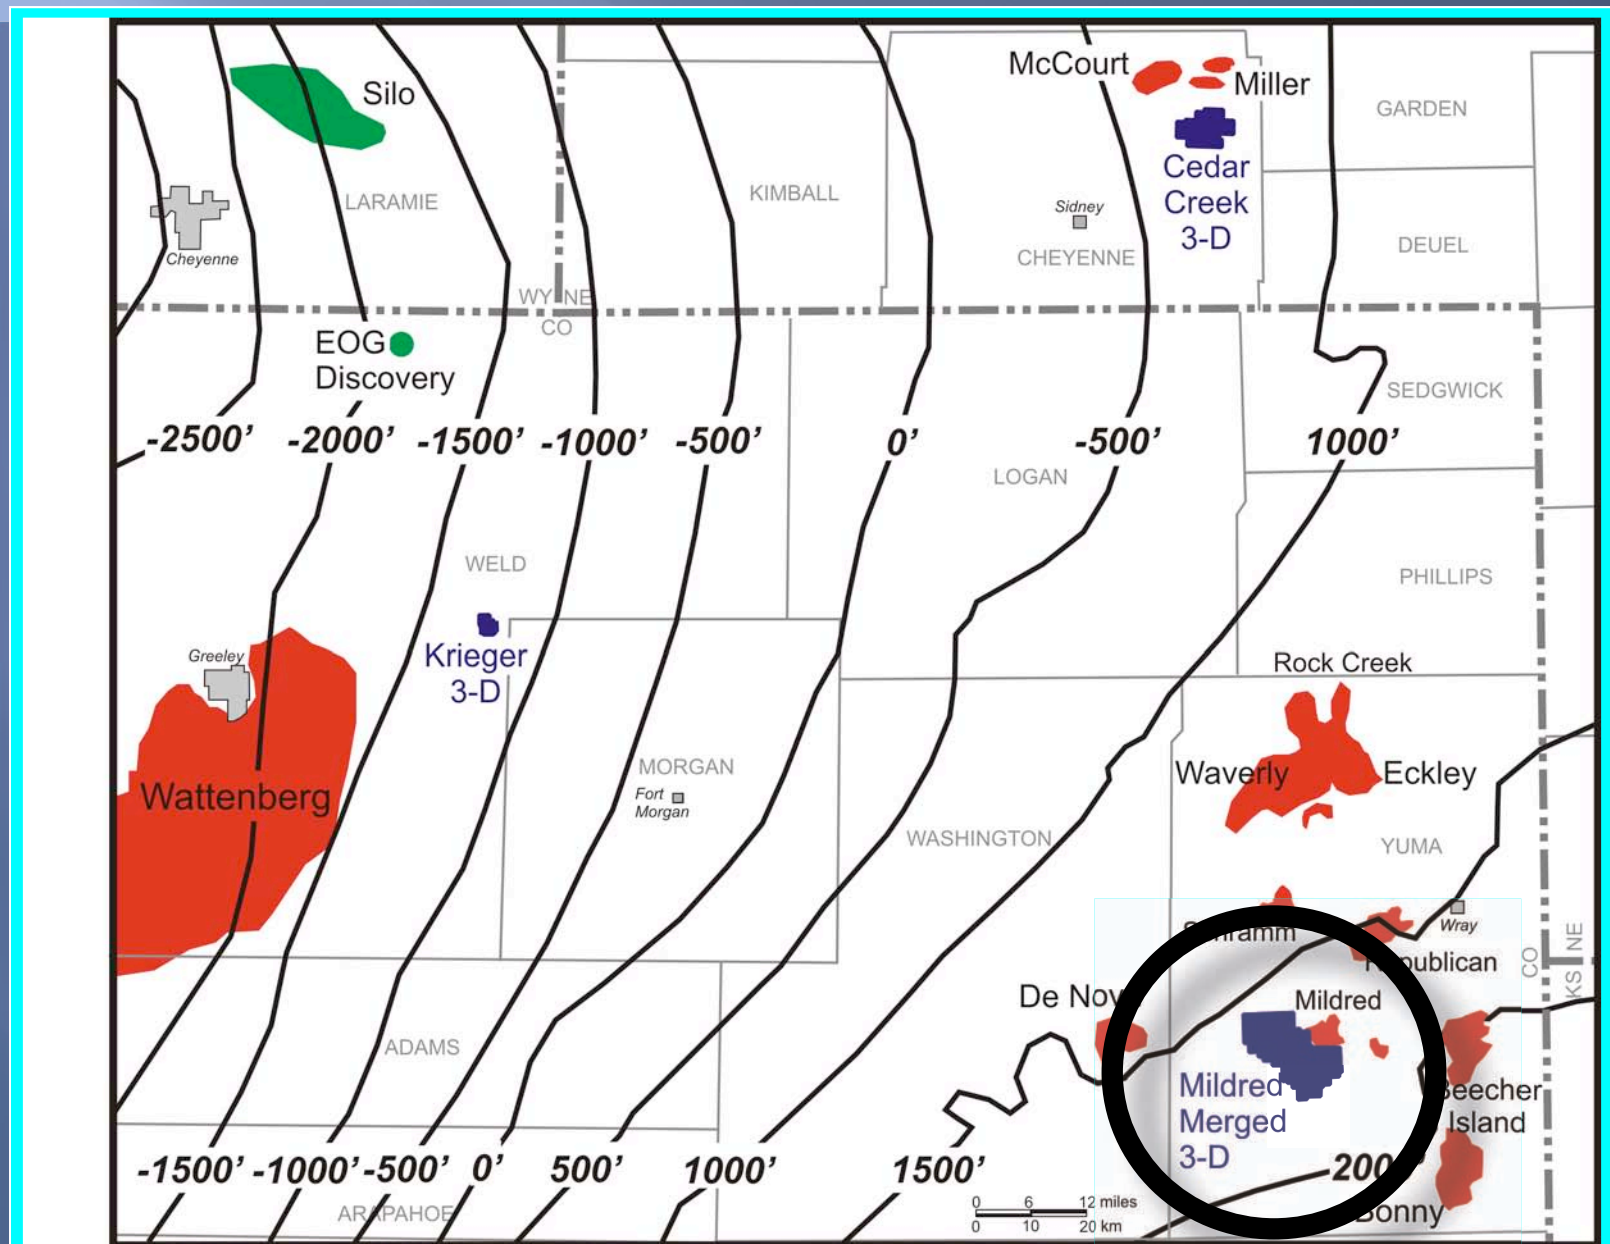 McCourt
Miller
Silo
GARDEN
Cedar
Creek
3-D
LARAMIE
KIMBALL
Sidney
CHEYENNE
DEUEL
Cheyenne
WY NE
CO
EOG
Discovery
SEDGWICK
-2500’ -2000’ -1500’ -1000’ -500’ 0’ -500’ 1000’
LOGAN
WELD
PHILLIPS
Greeley
Krieger
3-D
Rock Creek
MORGAN
Waverly
Eckley
Wattenberg
Fort
Morgan
WASHINGTON
YUMA
Wray
CO
KS NE
De Nov
Mildred
ADAMS
Mildred
Merged
3-D
Beecher
Island
-1500’ -1000’ -500’ 0’ 500’ 1000’ 1500’
0 6 12 miles
0 10 20 km
ARAPAHOE
Bonny